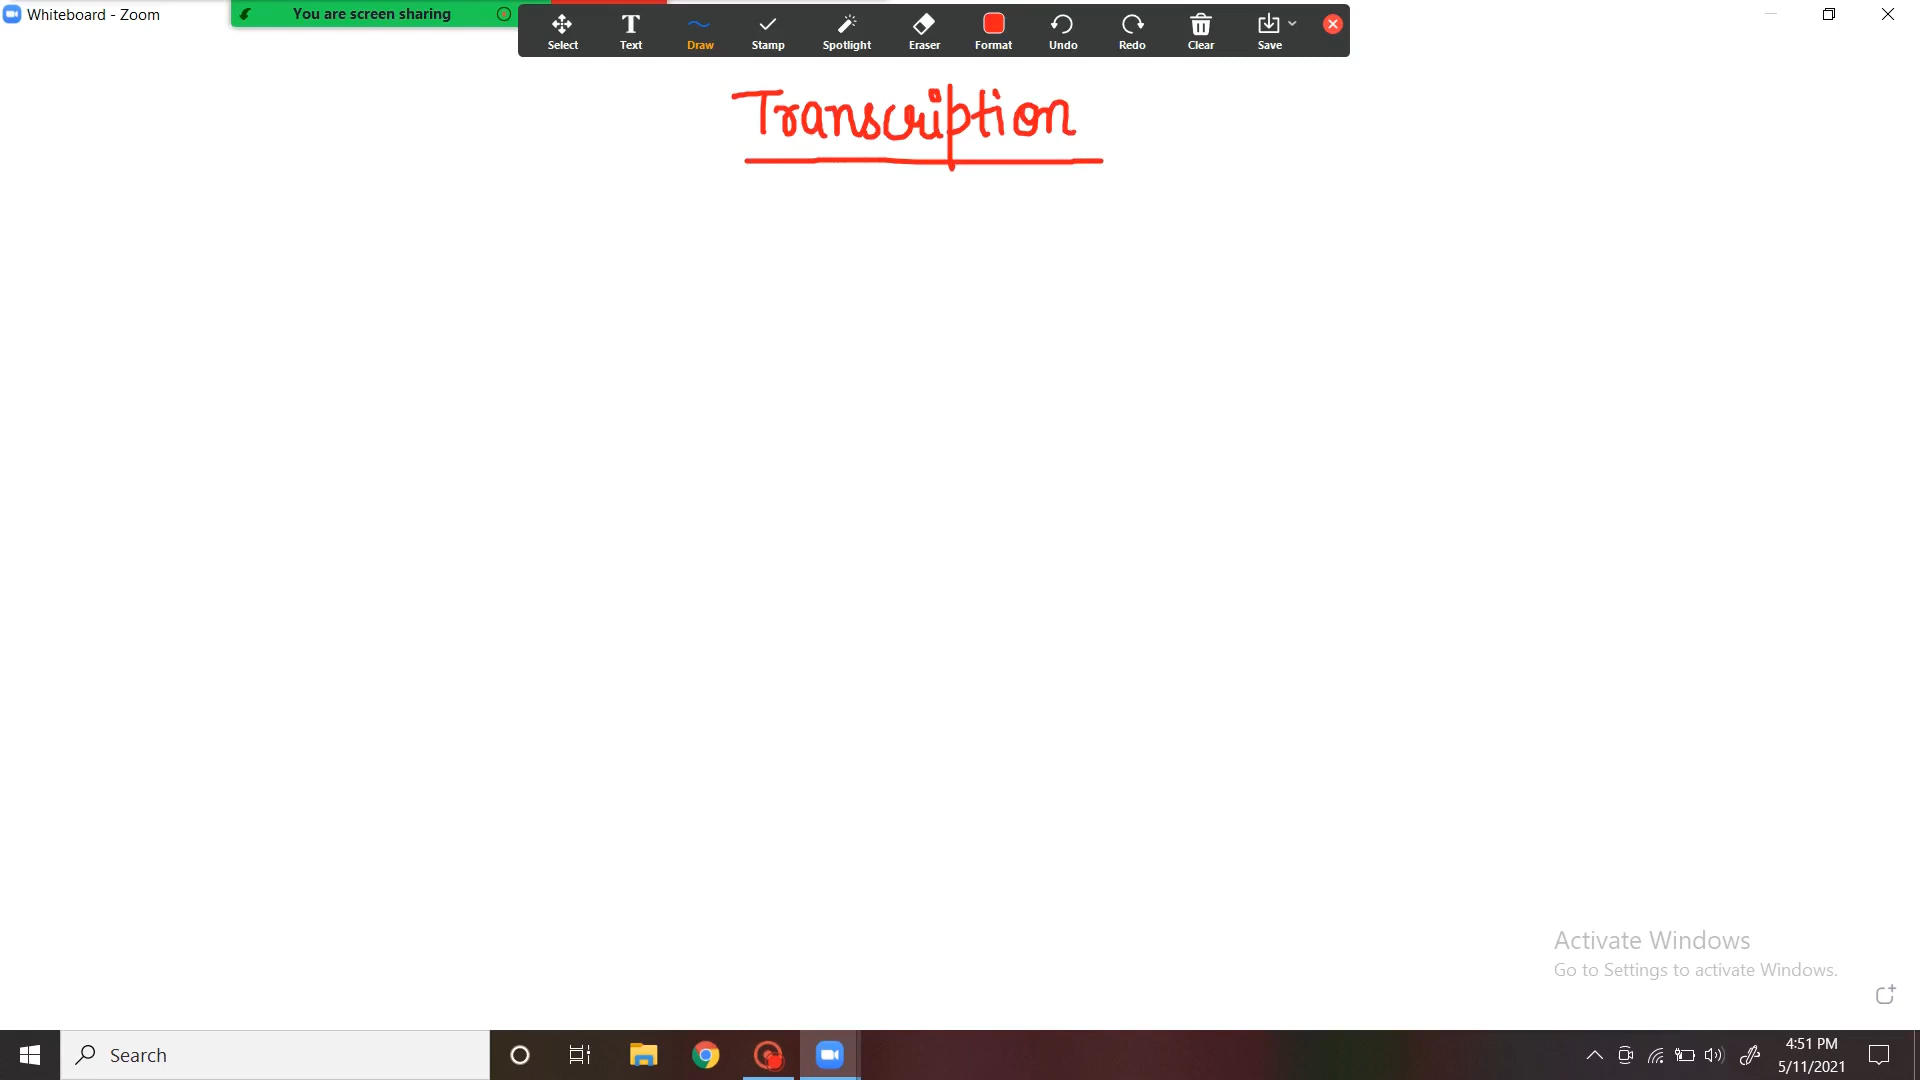 Whiteboard - Zoom
You are screen sharing
Select Text Draw Stamp Spotlight Eraser Format Undo Redo Clear Save
Transcription
Activate Windows
Go to Settings to activate Windows.
Search
4:51 PM
5/11/2021